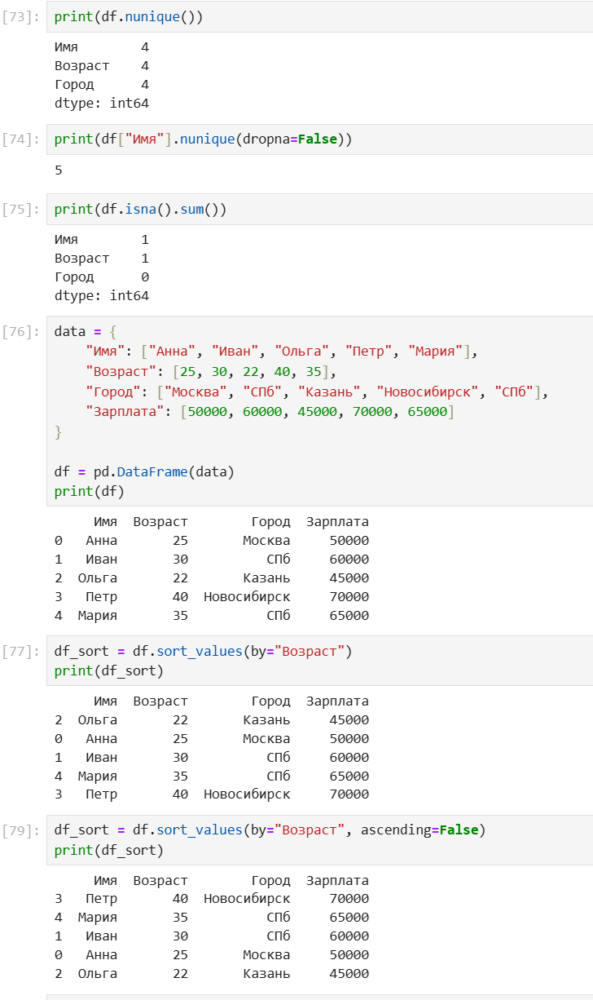 [73]: print(df.nunique())
Имя        4
Возраст    4
Город      4
dtype: int64
[74]: print(df["Имя"].nunique(dropna=False))
5
[75]: print(df.isna().sum())
Имя        1
Возраст    1
Город      0
dtype: int64
[76]: data = {
    "Имя": ["Анна", "Иван", "Ольга", "Петр", "Мария"],
    "Возраст": [25, 30, 22, 40, 35],
    "Город": ["Москва", "СПб", "Казань", "Новосибирск", "СПб"],
    "Зарплата": [50000, 60000, 45000, 70000, 65000]
}
df = pd.DataFrame(data)
print(df)
     Имя  Возраст        Город  Зарплата
0   Анна       25       Москва     50000
1   Иван       30          СПб     60000
2  Ольга       22       Казань     45000
3   Петр       40  Новосибирск     70000
4  Мария       35          СПб     65000
[77]: df_sort = df.sort_values(by="Возраст")
print(df_sort)
     Имя  Возраст        Город  Зарплата
2  Ольга       22       Казань     45000
0   Анна       25       Москва     50000
1   Иван       30          СПб     60000
4  Мария       35          СПб     65000
3   Петр       40  Новосибирск     70000
[79]: df_sort = df.sort_values(by="Возраст", ascending=False)
print(df_sort)
     Имя  Возраст        Город  Зарплата
3   Петр       40  Новосибирск     70000
4  Мария       35          СПб     65000
1   Иван       30          СПб     60000
0   Анна       25       Москва     50000
2  Ольга       22       Казань     45000